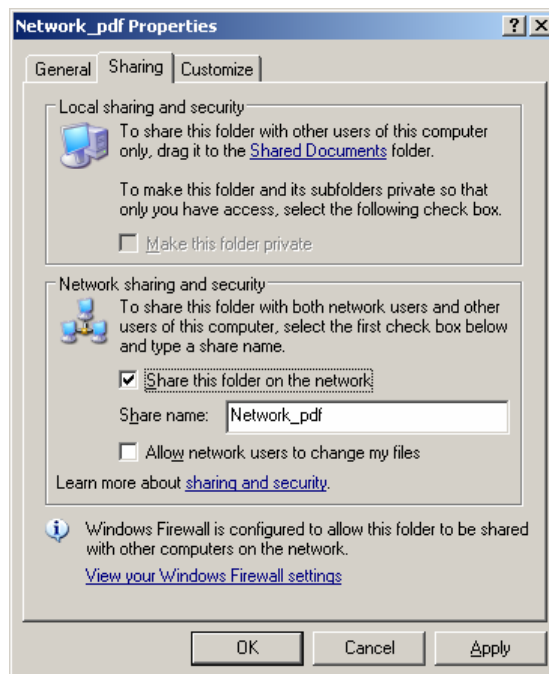 Network_pdf Properties
General Sharing Customize
Local sharing and security
To share this folder with other users of this computer
only, drag it to the Shared Documents folder.
To make this folder and its subfolders private so that
only you have access, select the following check box.
Make this folder private
Network sharing and security
To share this folder with both network users and other
users of this computer, select the first check box below
and type a share name.
Share this folder on the network
Share name: Network_pdf
Allow network users to change my files
Learn more about sharing and security.
Windows Firewall is configured to allow this folder to be shared
with other computers on the network.
View your Windows Firewall settings
OK Cancel Apply